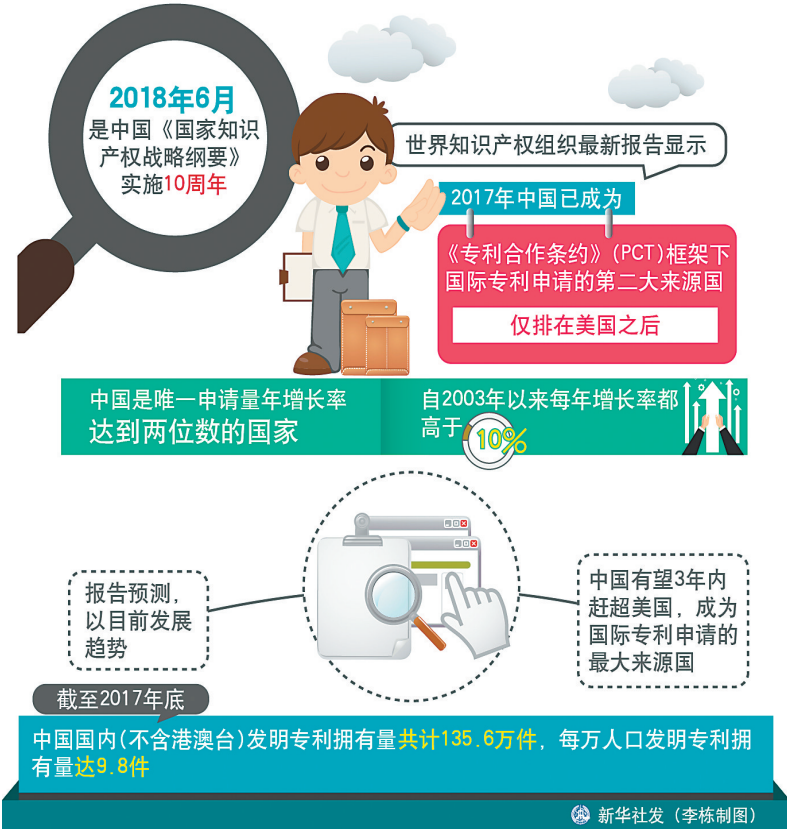 2018年6月
是中国《国家知识
产权战略纲要》
实施10周年
世界知识产权组织最新报告显示
2017年中国已成为
《专利合作条约》(PCT)框架下
国际专利申请的第二大来源国
仅排在美国之后
中国是唯一申请量年增长率
达到两位数的国家
自2003年以来每年增长率都
高于10%
报告预测，
以目前发展
趋势
中国有望3年内
赶超美国，成为
国际专利申请的
最大来源国
截至2017年底
中国国内(不含港澳台)发明专利拥有量共计135.6万件，每万人口发明专利拥
有量达9.8件
新华社发（李栋制图）